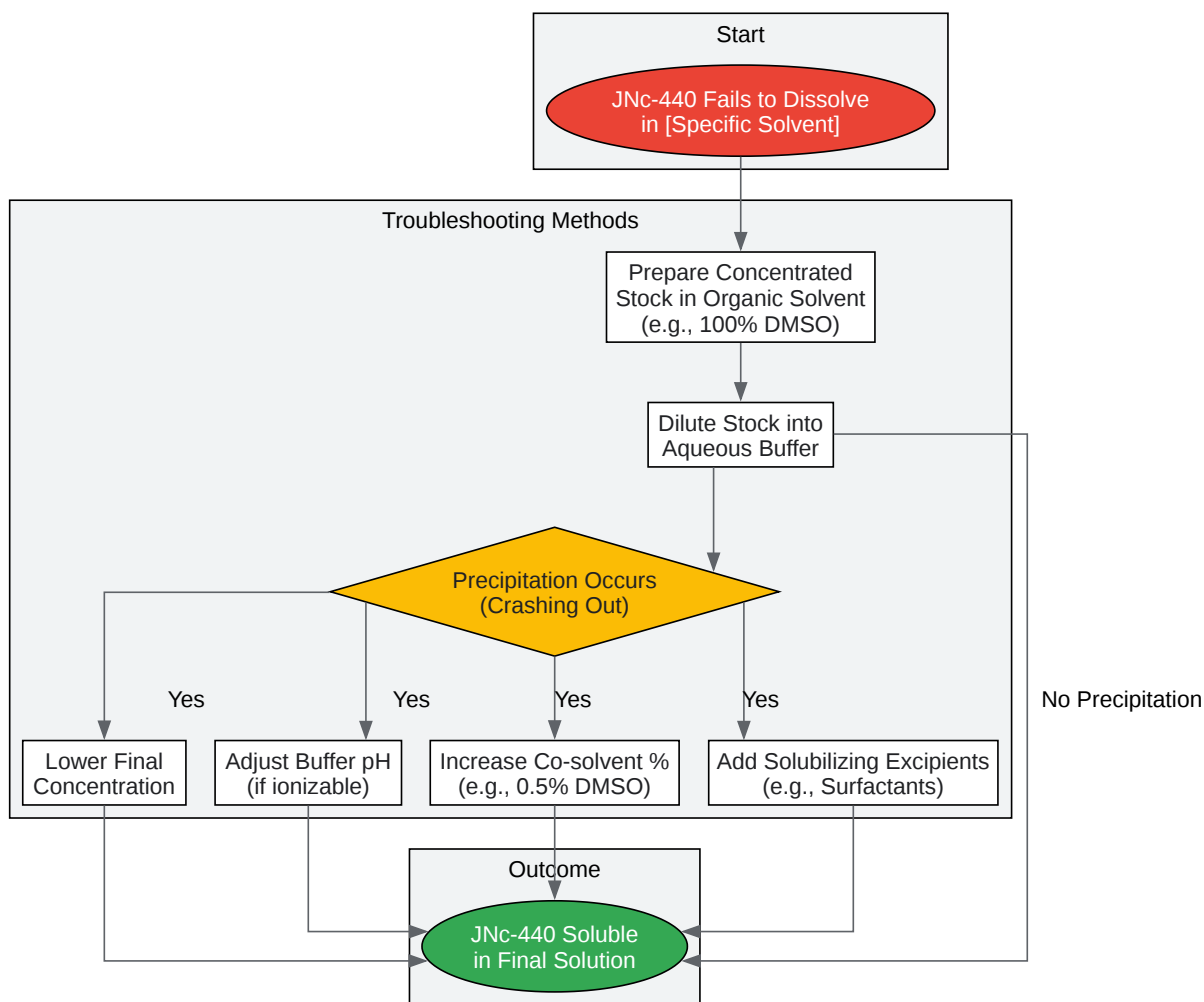 Start
JNc-440 Fails to Dissolve
in [Specific Solvent]
Troubleshooting Methods
Prepare Concentrated
Stock in Organic Solvent
(e.g., 100% DMSO)
Dilute Stock into
Aqueous Buffer
Precipitation Occurs
(Crashing Out)
Yes
Yes
Yes
Yes
No Precipitation
Lower Final
Concentration
Adjust Buffer pH
(if ionizable)
Increase Co-solvent %
(e.g., 0.5% DMSO)
Add Solubilizing Excipients
(e.g., Surfactants)
Outcome
JNc-440 Soluble
in Final Solution